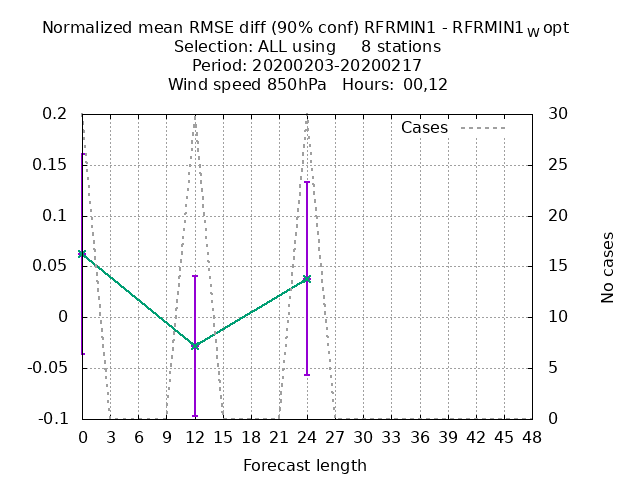 Normalized mean RMSE diff (90% conf) RFRMIN1 - RFRMIN1W opt
Selection: ALL using 8 stations
Period: 20200203-20200217
Wind speed 850hPa Hours: 00,12
0.2
0.15
0.1
0.05
0
-0.05
-0.1
30
25
20
15
10
5
0
Cases
No cases
0 3 6 9 12 15 18 21 24 27 30 33 36 39 42 45 48
Forecast length